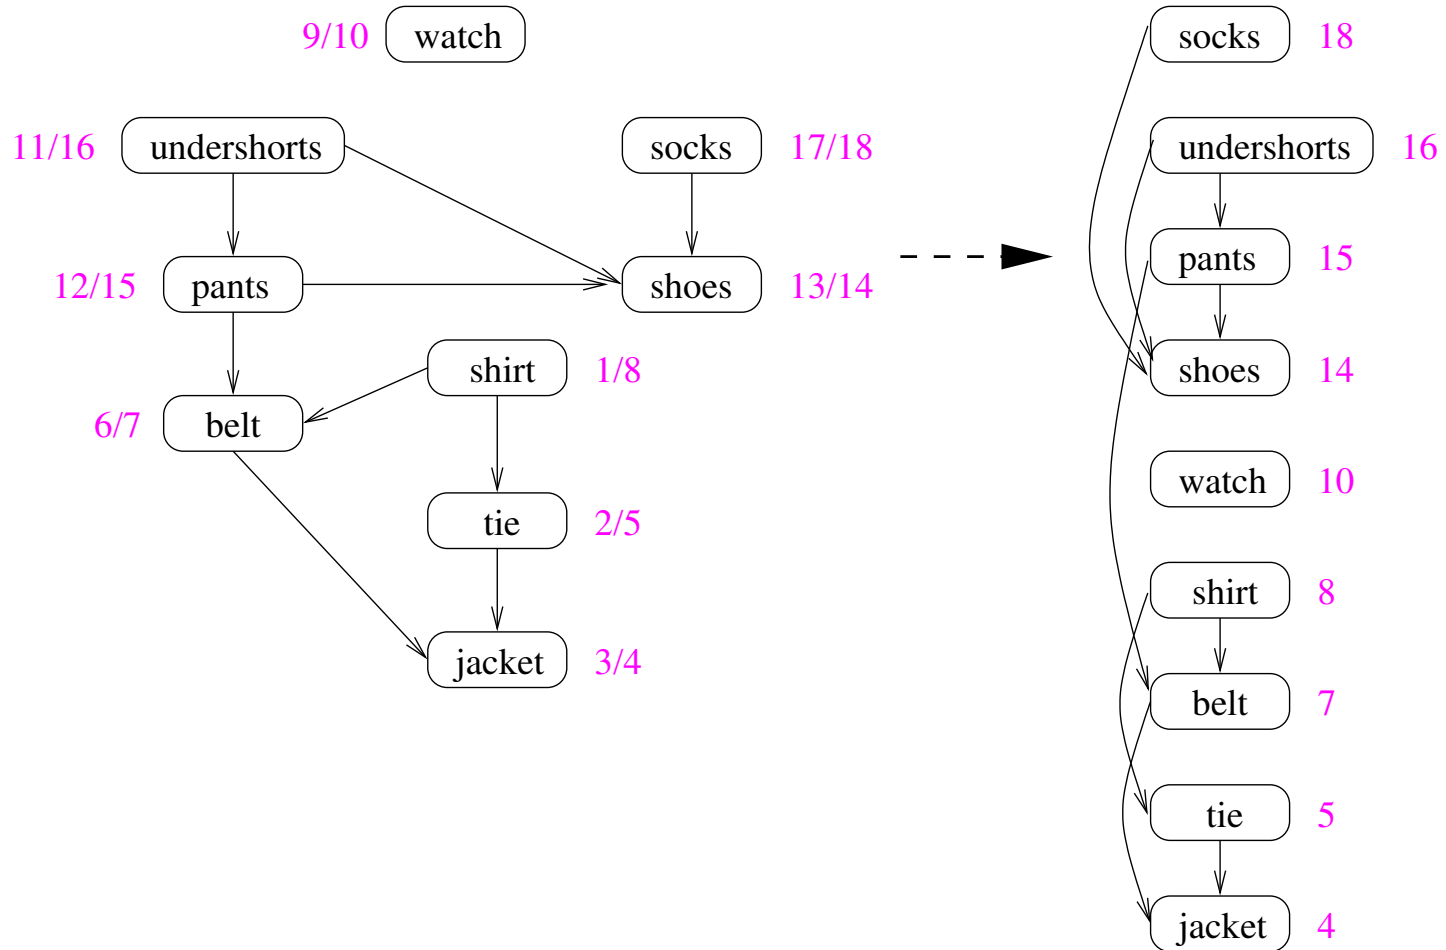 9/10 watch
11/16 undershorts
socks 17/18
12/15 pants
shoes 13/14
shirt 1/8
6/7 belt
tie 2/5
jacket 3/4
socks 18
undershorts 16
pants 15
shoes 14
watch 10
shirt 8
belt 7
tie 5
jacket 4